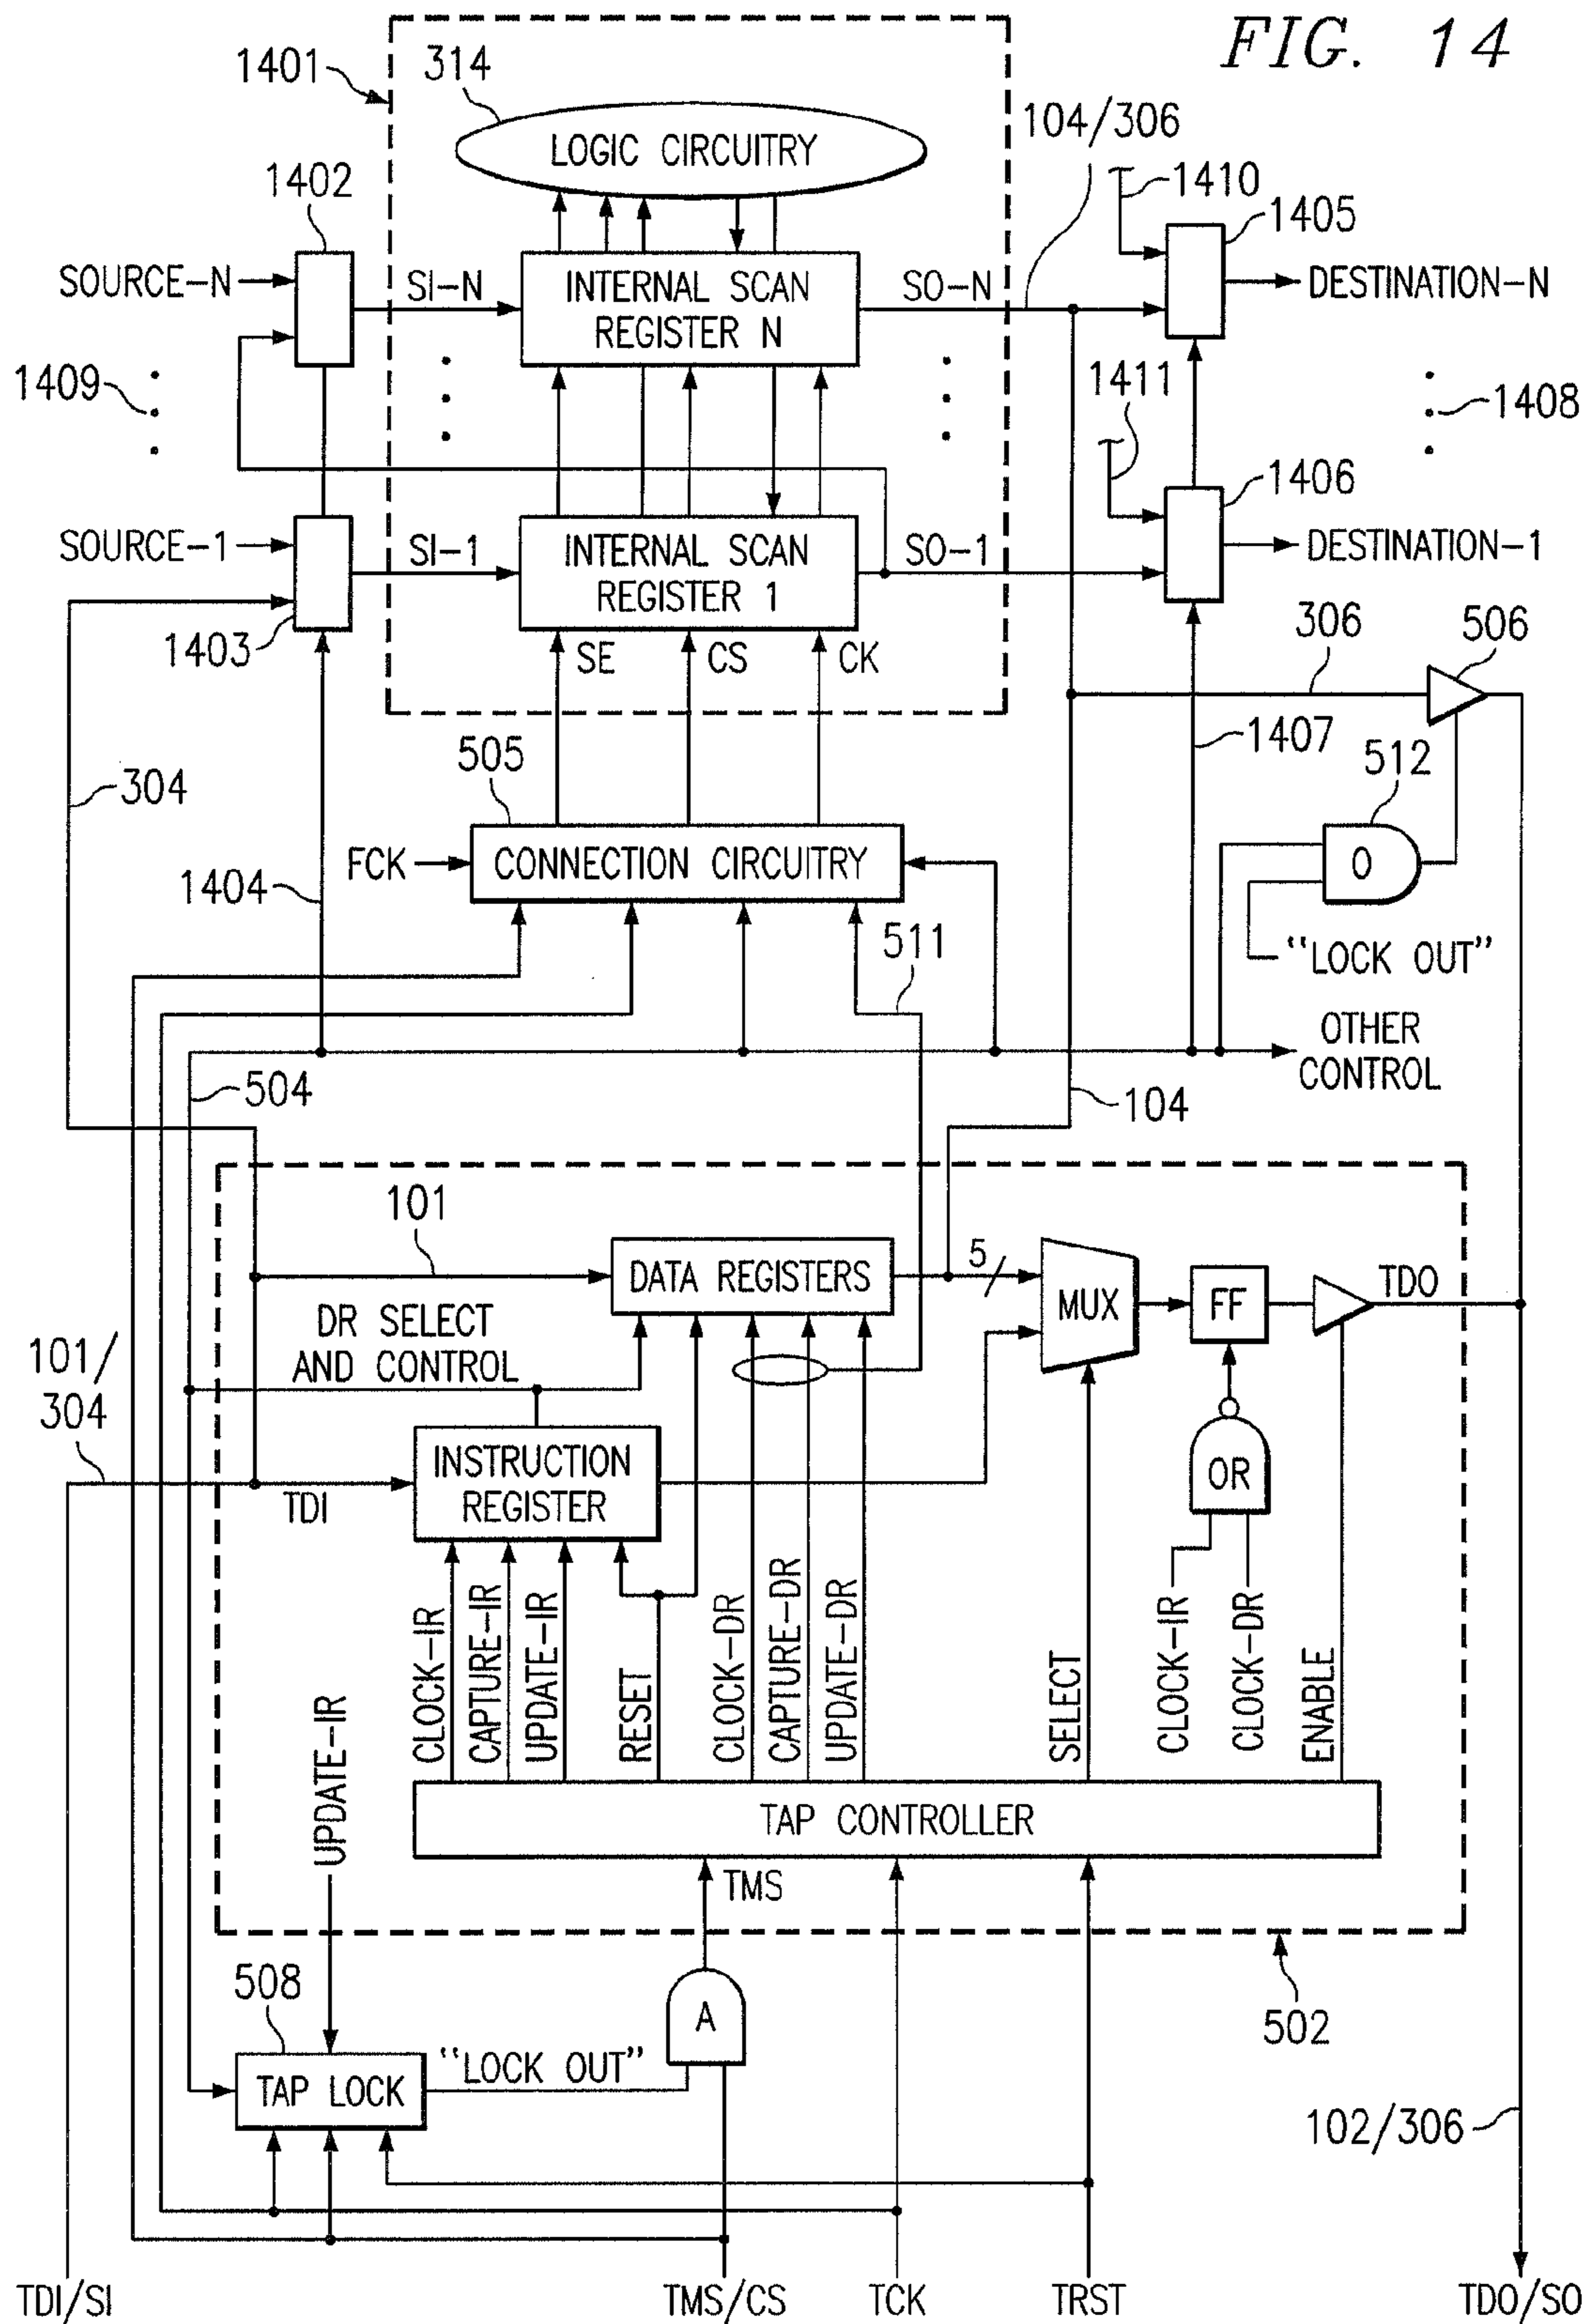 FIG. 14
1401
314
LOGIC CIRCUITRY
104/306
1410
1402
1405
SOURCE-N
SI-N
INTERNAL SCAN
REGISTER N
SO-N
DESTINATION-N
1409
1411
1408
1406
SOURCE-1
SI-1
INTERNAL SCAN
REGISTER 1
SO-1
DESTINATION-1
1403
SE
CS
CK
306
506
304
505
1407
512
FCK
CONNECTION CIRCUITRY
O
1404
511
"LOCK OUT"
OTHER
CONTROL
504
104
101
DATA REGISTERS
5
MUX
FF
TDO
DR SELECT
AND CONTROL
101/
304
INSTRUCTION
REGISTER
OR
TDI
CLOCK-IR
CAPTURE-IR
UPDATE-IR
RESET
CLOCK-DR
CAPTURE-DR
UPDATE-DR
SELECT
CLOCK-IR
CLOCK-DR
ENABLE
UPDATE-IR
TAP CONTROLLER
TMS
508
A
502
TAP LOCK
"LOCK OUT"
102/306
TDI/SI
TMS/CS
TCK
TRST
TDO/SO